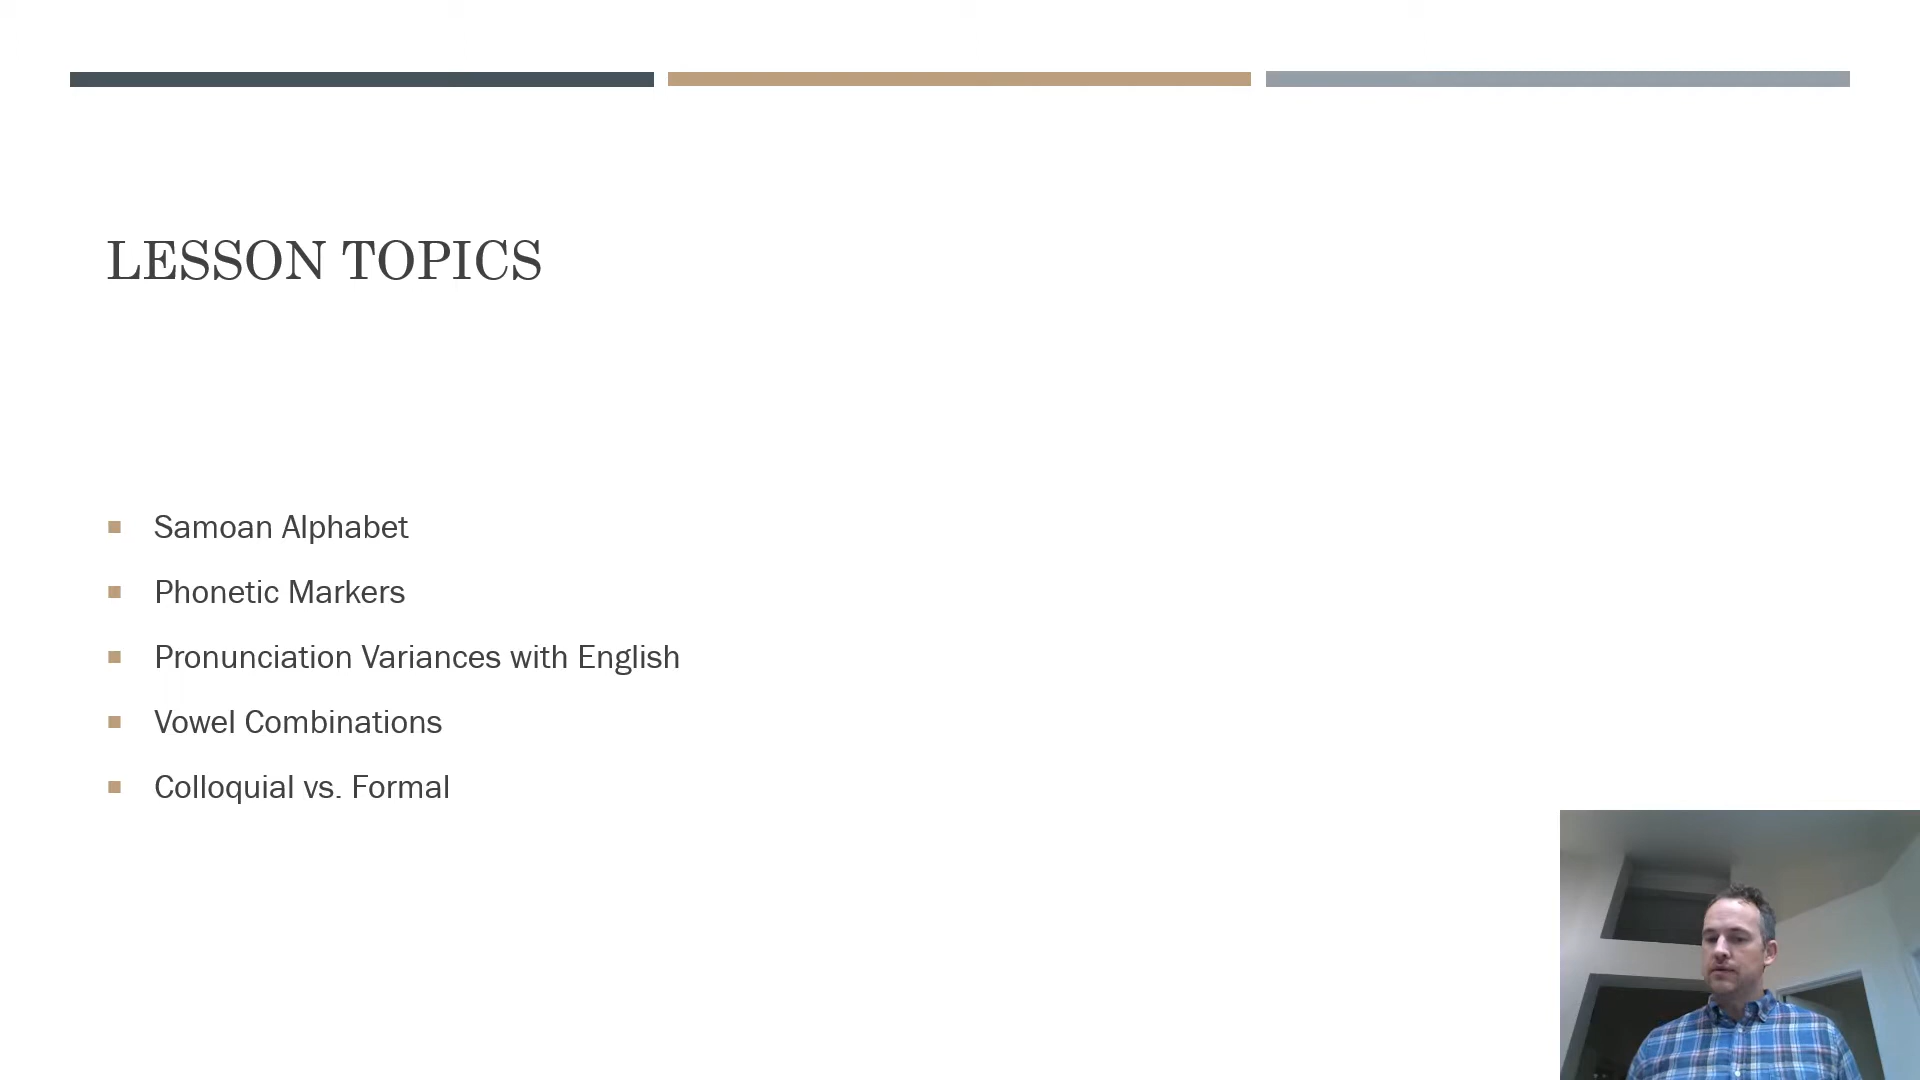 LESSON TOPICS
Samoan Alphabet
Phonetic Markers
Pronunciation Variances with English
Vowel Combinations
Colloquial vs. Formal